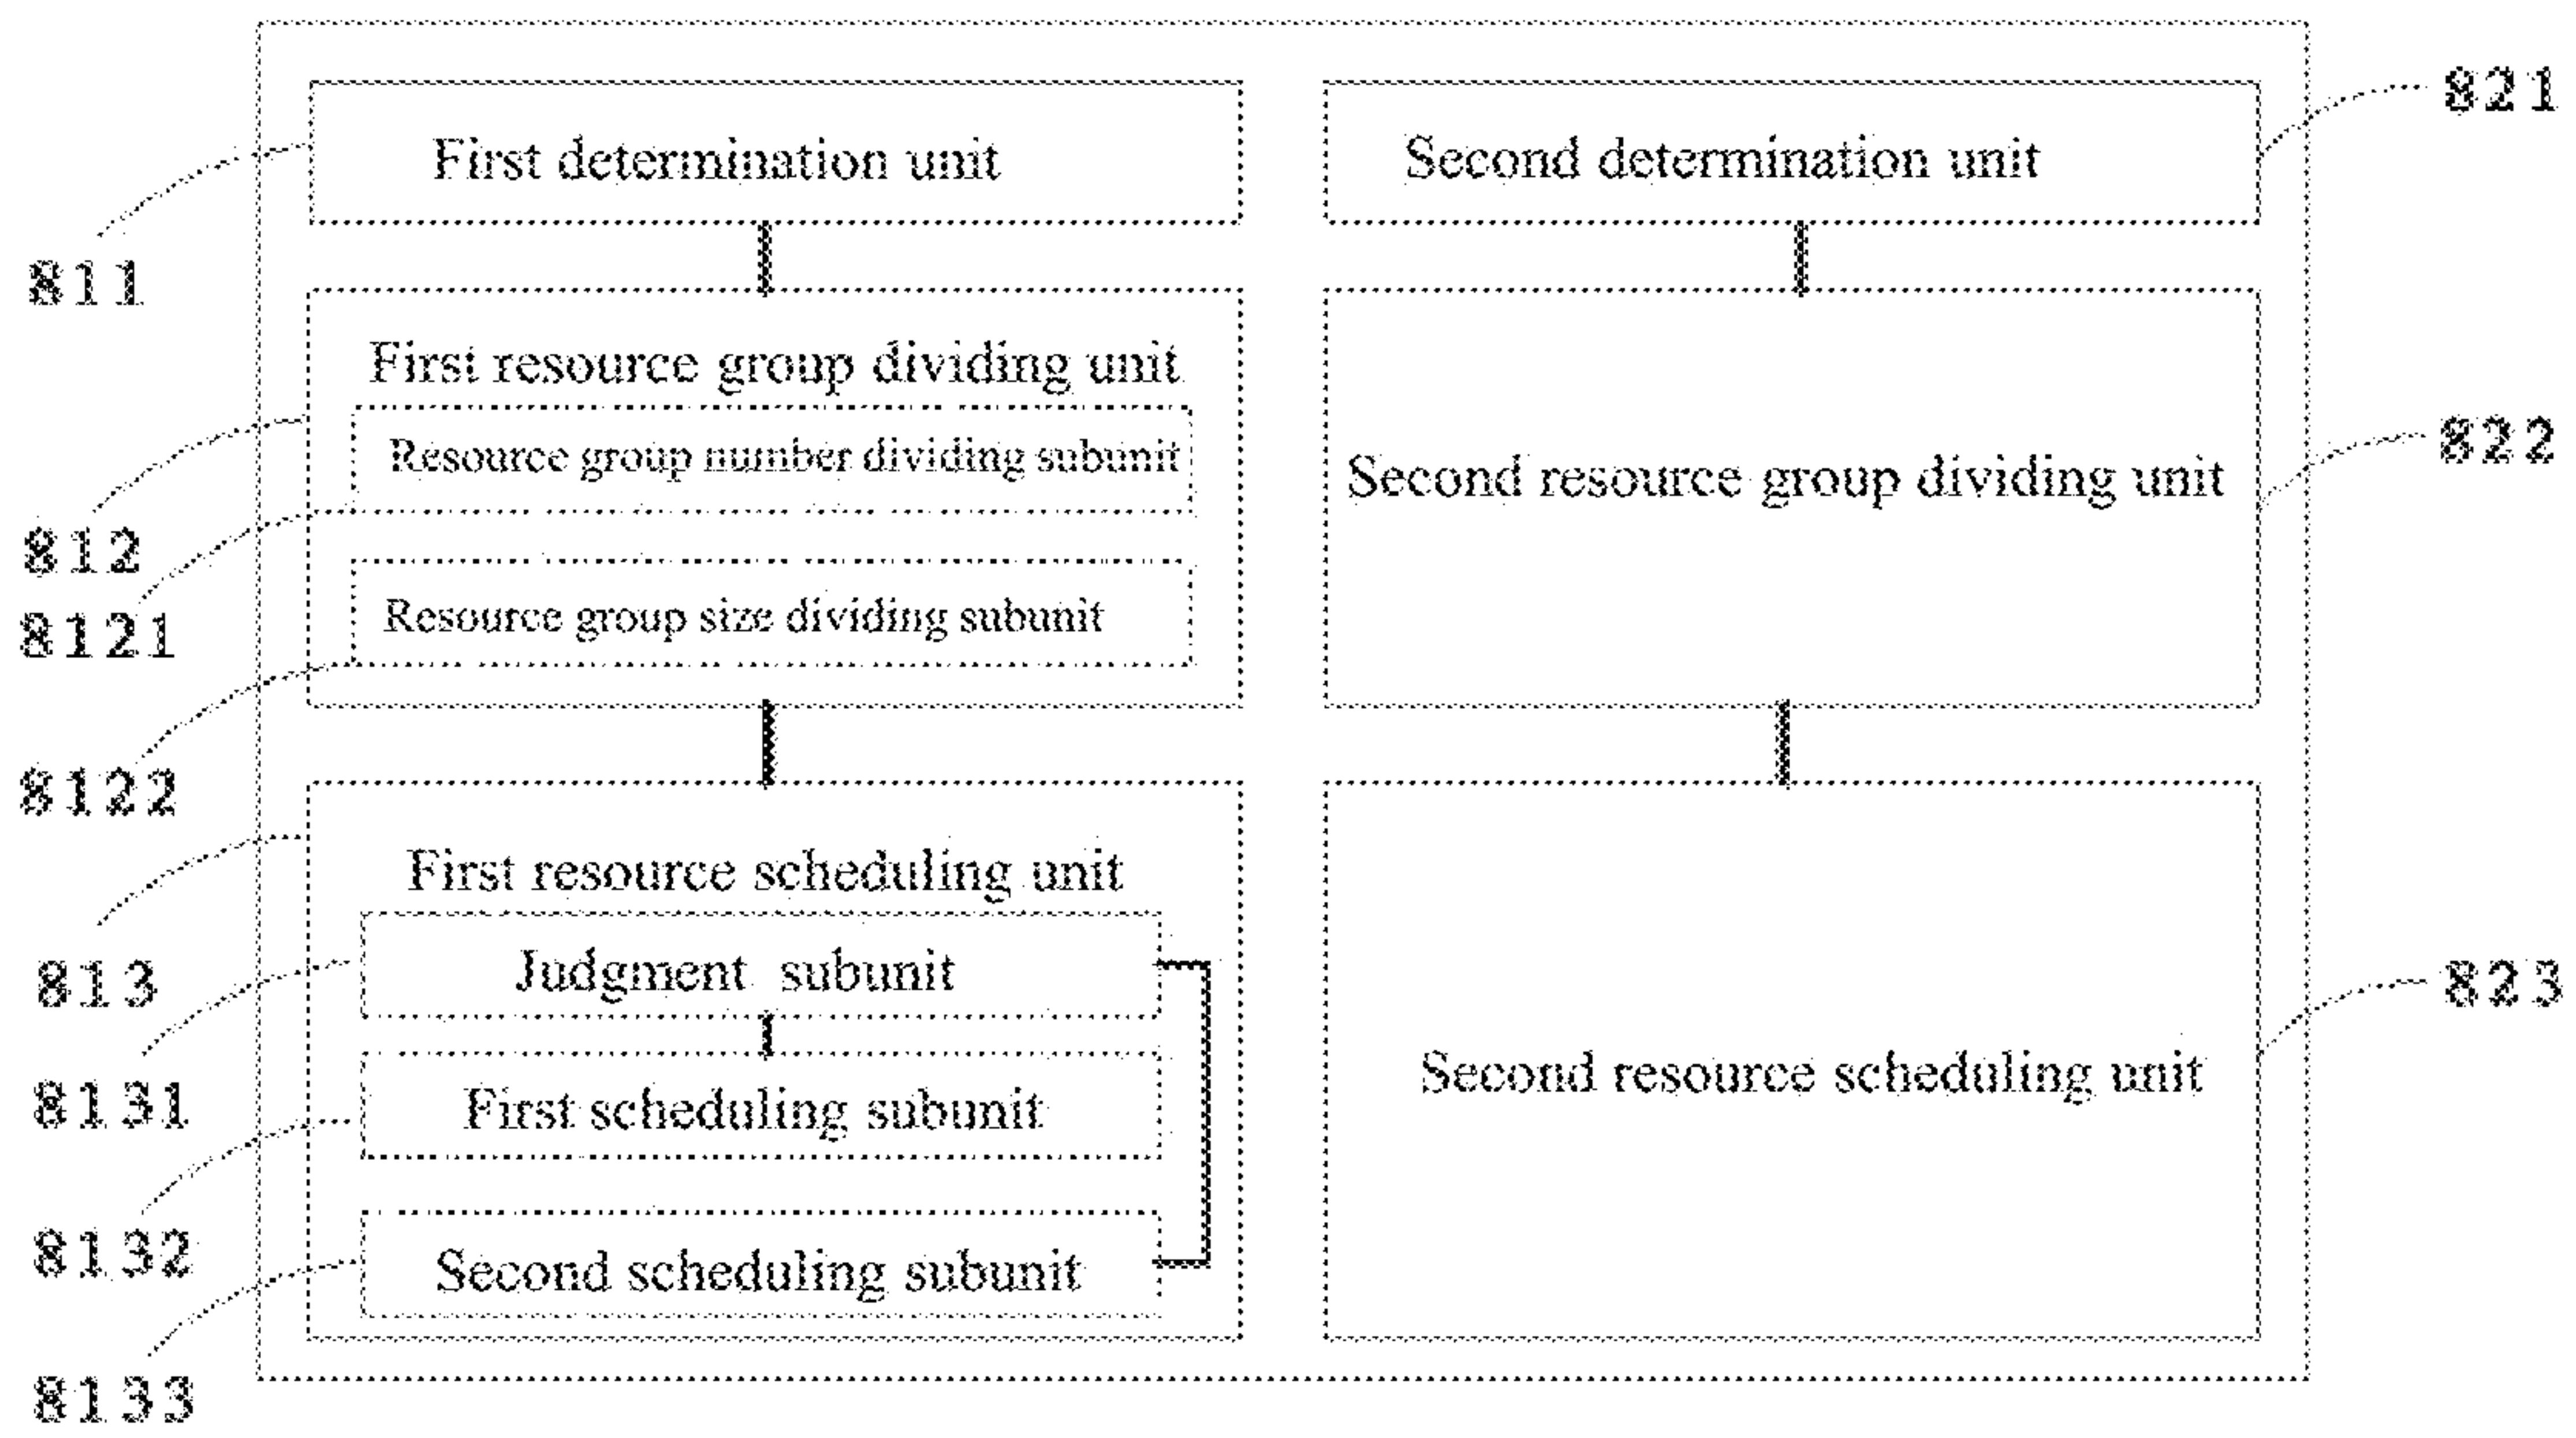 First determination unit
Second determination unit
821
811
First resource group dividing unit
Resource group number dividing subunit
Second resource group dividing unit
822
812
Resource group size dividing subunit
8121
8122
First resource scheduling unit
Judgment subunit
813
823
Second resource scheduling unit
8131
First scheduling subunit
8132
Second scheduling subunit
8133